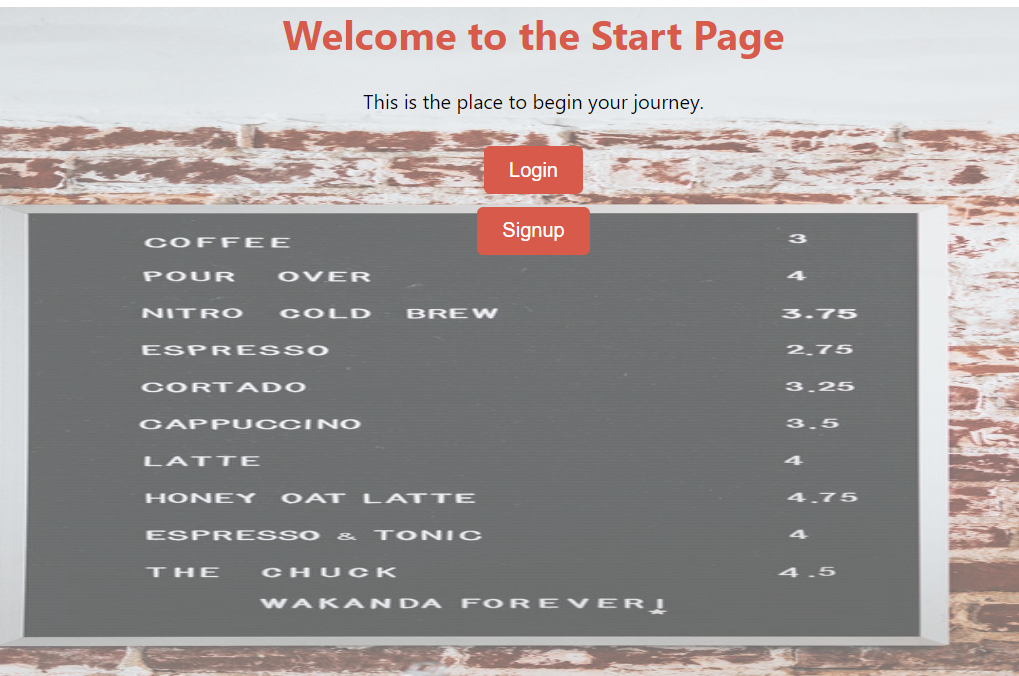 Welcome to the Start Page
This is the place to begin your journey.
Login
Signup
COFFEE 3
POUR OVER 4
NITRO COLD BREW 3.75
ESPRESSO 2.75
CORTADO 3.25
CAPPUCCINO 3.5
LATTE 4
HONEY OAT LATTE 4.75
ESPRESSO & TONIC 4
THE CHUCK 4.5
WAKANDA FOREVER!